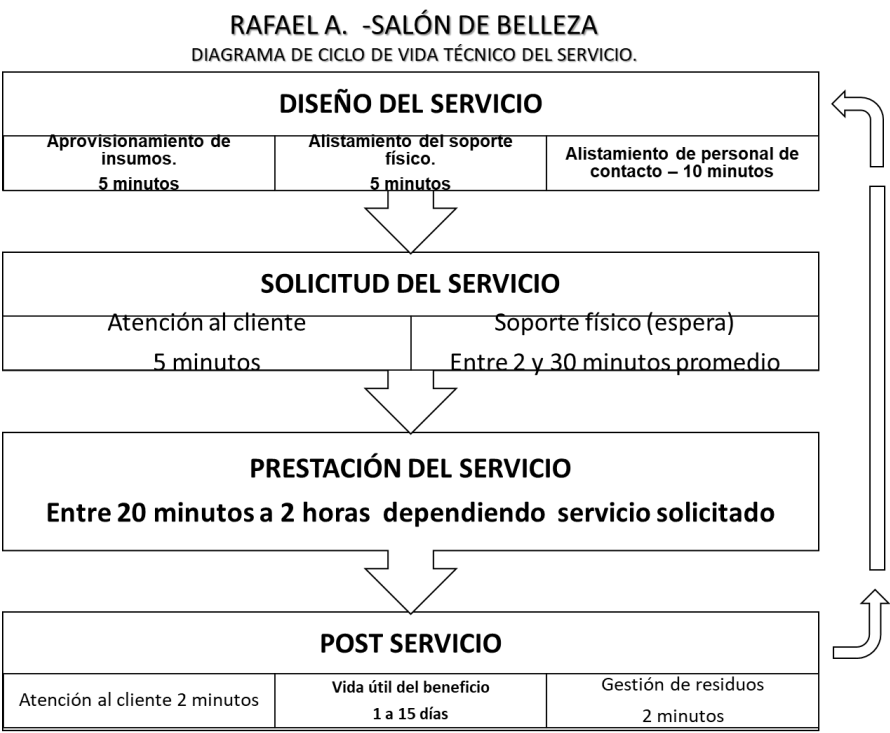 RAFAEL A.  -SALÓN DE BELLEZA
DIAGRAMA DE CICLO DE VIDA TÉCNICO DEL SERVICIO.
DISEÑO DEL SERVICIO
Aprovisionamiento de
insumos.
5 minutos
Alistamiento del soporte
físico.
5 minutos
Alistamiento de personal de
contacto – 10 minutos
SOLICITUD DEL SERVICIO
Atención al cliente
5 minutos
Soporte físico (espera)
Entre 2 y 30 minutos promedio
PRESTACIÓN DEL SERVICIO
Entre 20 minutos a 2 horas  dependiendo  servicio solicitado
POST SERVICIO
Atención al cliente 2 minutos
Vida útil del beneficio
1 a 15 días
Gestión de residuos
2 minutos